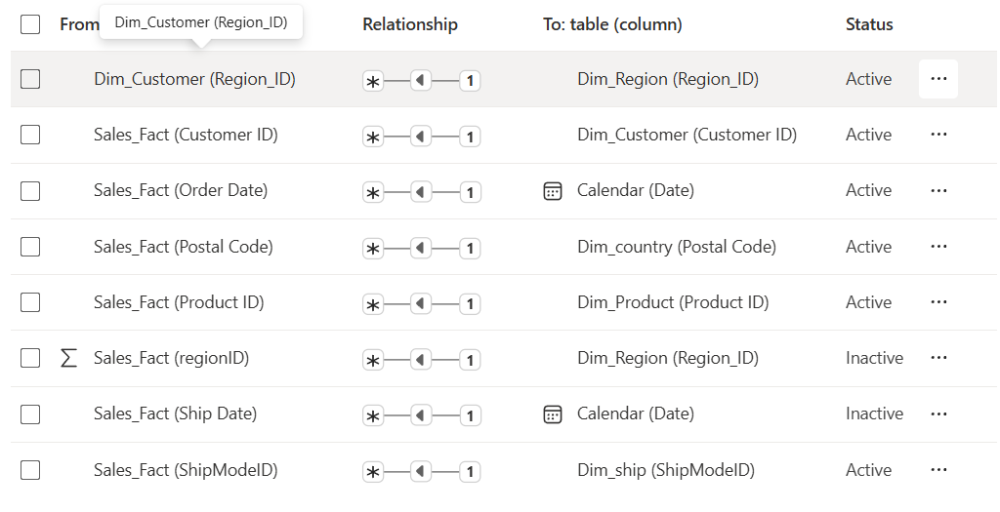 Dim_Customer (Region_ID)
From Relationship To: table (column) Status
Dim_Customer (Region_ID) * 1 Dim_Region (Region_ID) Active ...
Sales_Fact (Customer ID) * 1 Dim_Customer (Customer ID) Active ...
Sales_Fact (Order Date) * 1 Calendar (Date) Active ...
Sales_Fact (Postal Code) * 1 Dim_country (Postal Code) Active ...
Sales_Fact (Product ID) * 1 Dim_Product (Product ID) Active ...
Σ Sales_Fact (regionID) * 1 Dim_Region (Region_ID) Inactive ...
Sales_Fact (Ship Date) * 1 Calendar (Date) Inactive ...
Sales_Fact (ShipModeID) * 1 Dim_ship (ShipModeID) Active ...